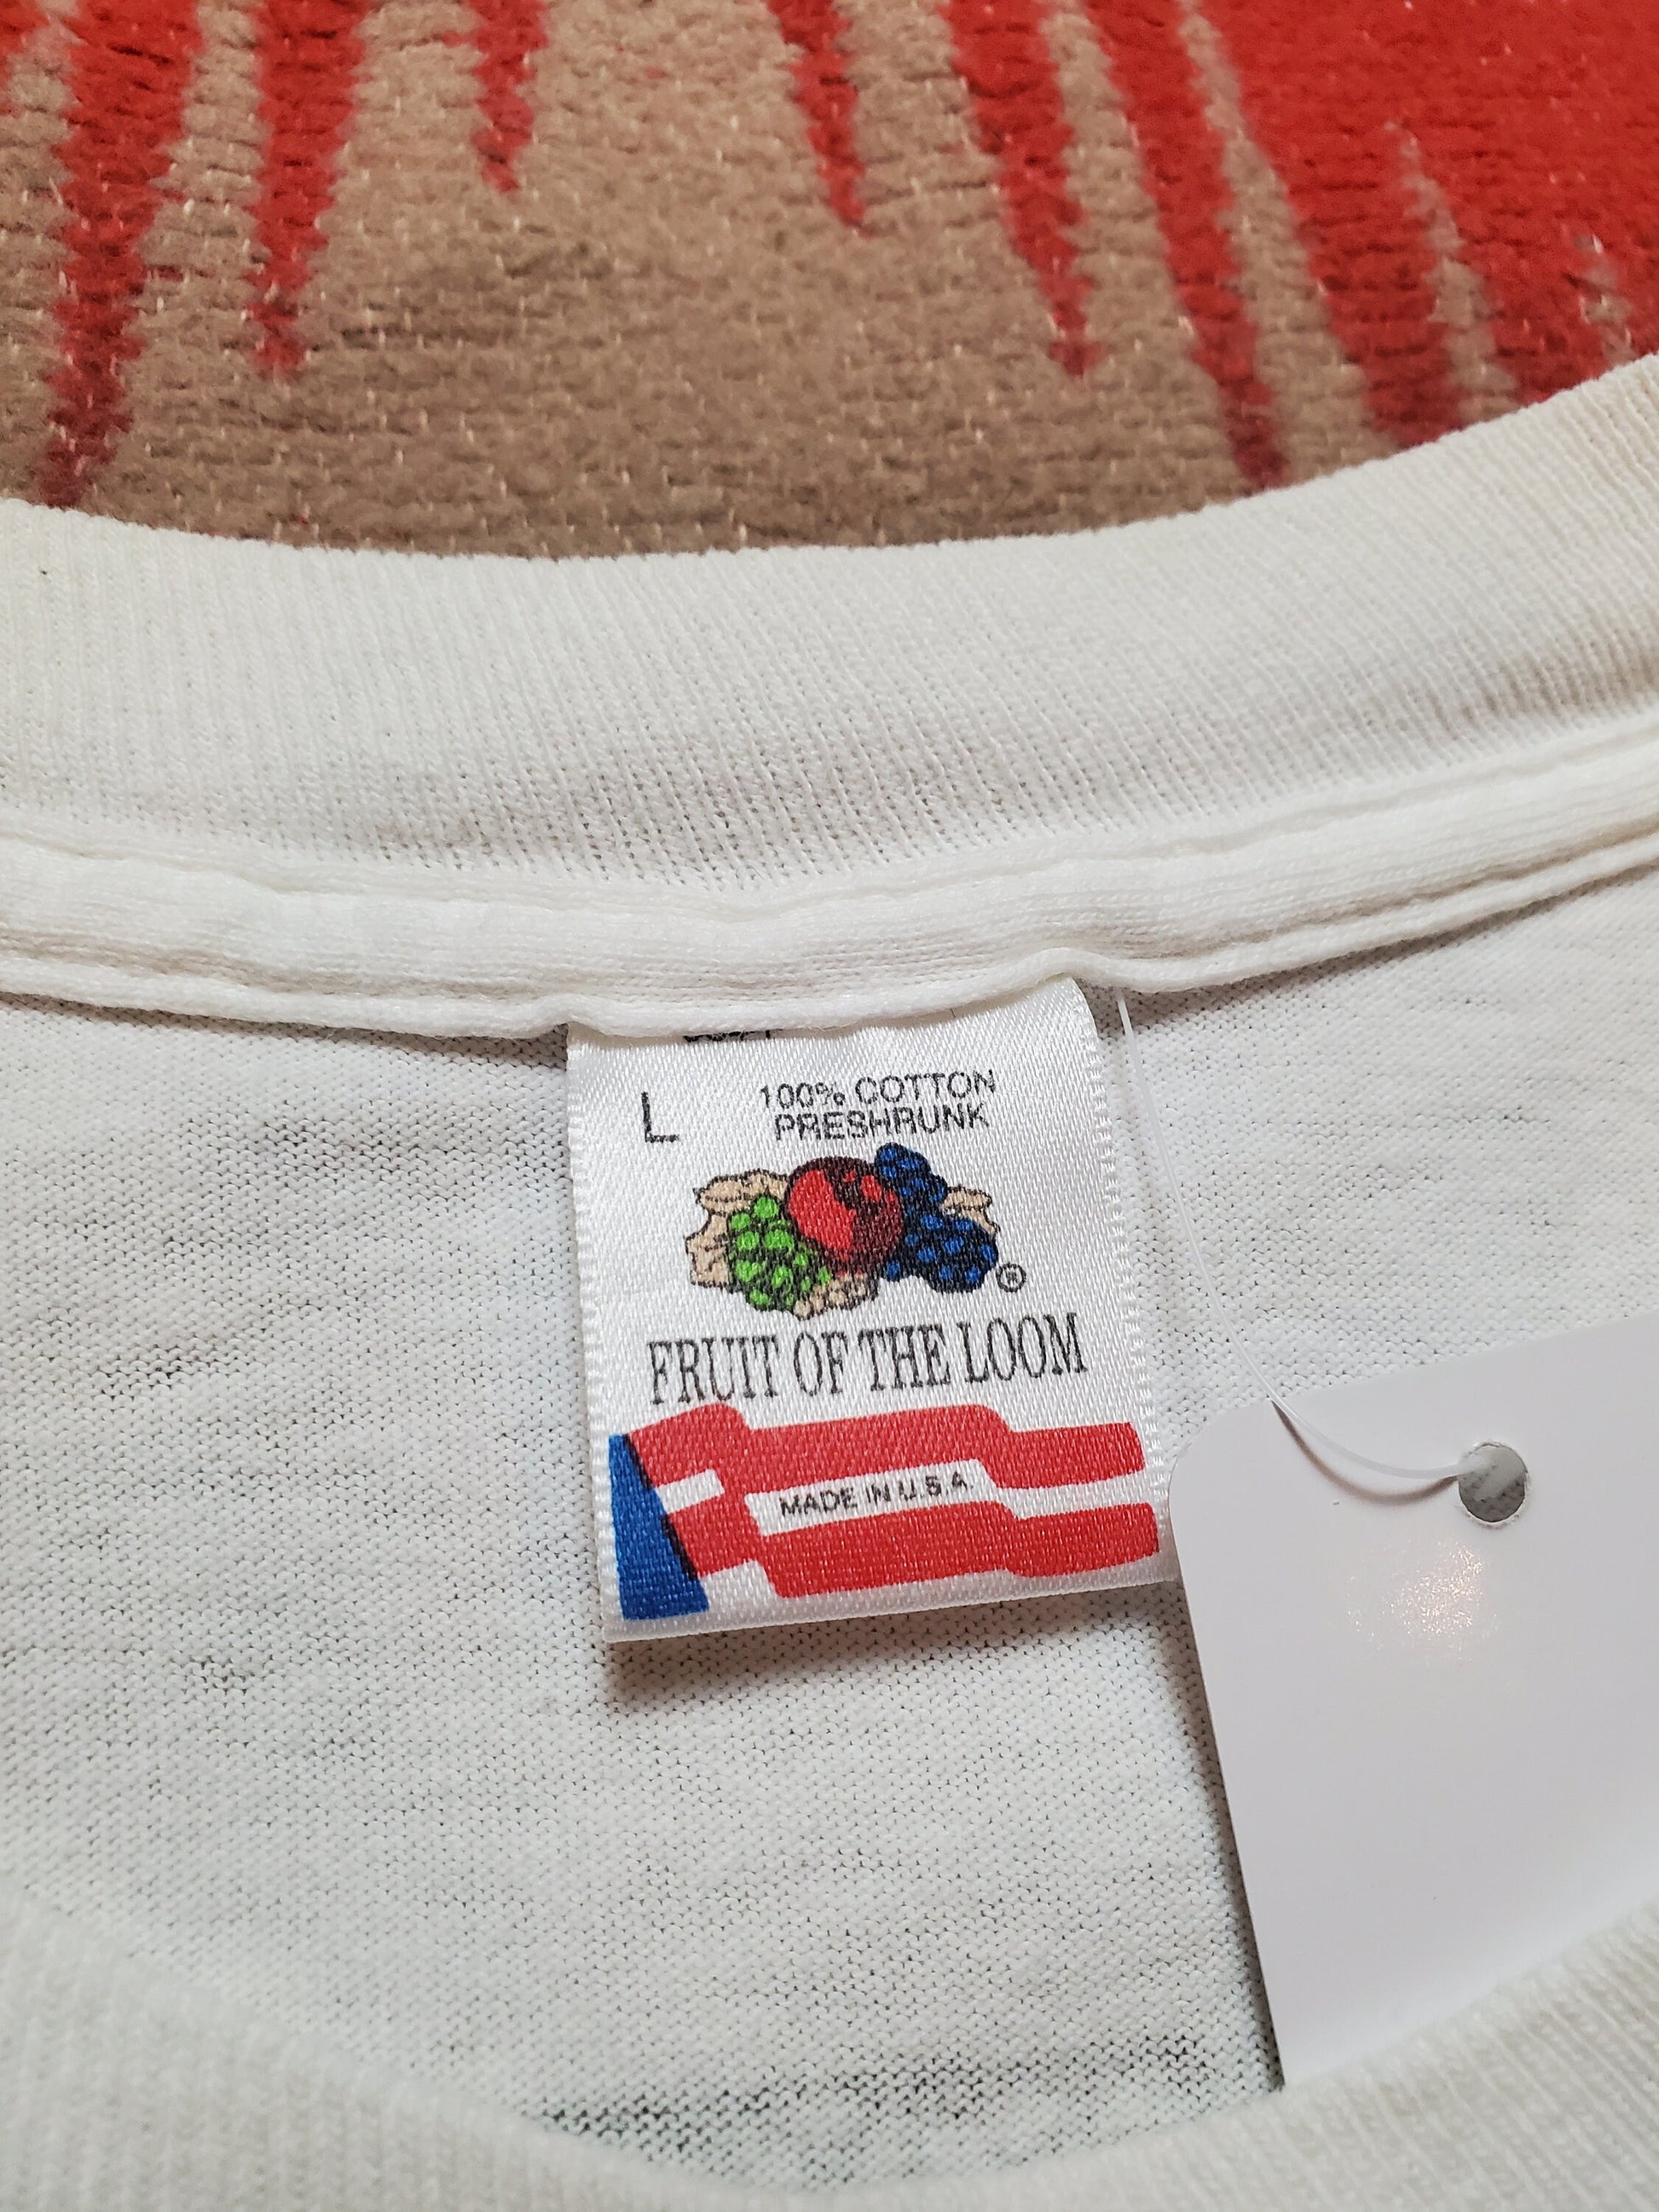 L
100% COTTON
PRESHRUNK
®
FRUIT OF THE LOOM
MADE IN U.S.A.